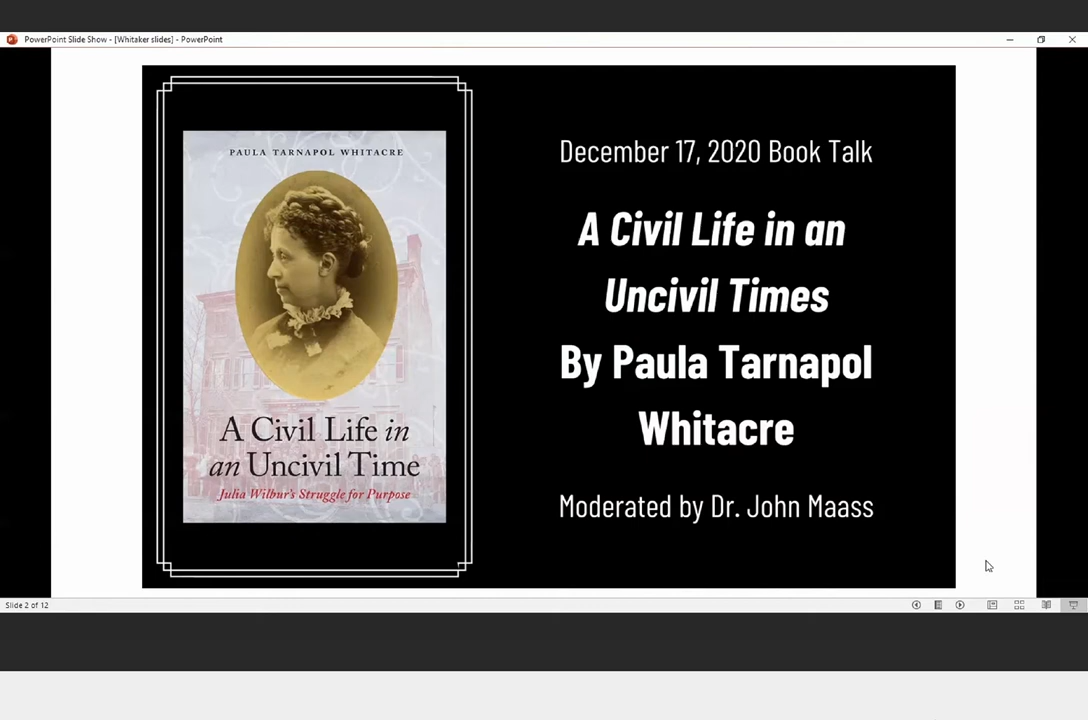 PowerPoint Slide Show - [Whitaker slides] - PowerPoint
PAULA TARNAPOL WHITACRE
A Civil Life in
an Uncivil Time
Julia Wilbur's Struggle for Purpose
December 17, 2020 Book Talk
A Civil Life in an
Uncivil Times
By Paula Tarnapol
Whitacre
Moderated by Dr. John Maass
Slide 2 of 12